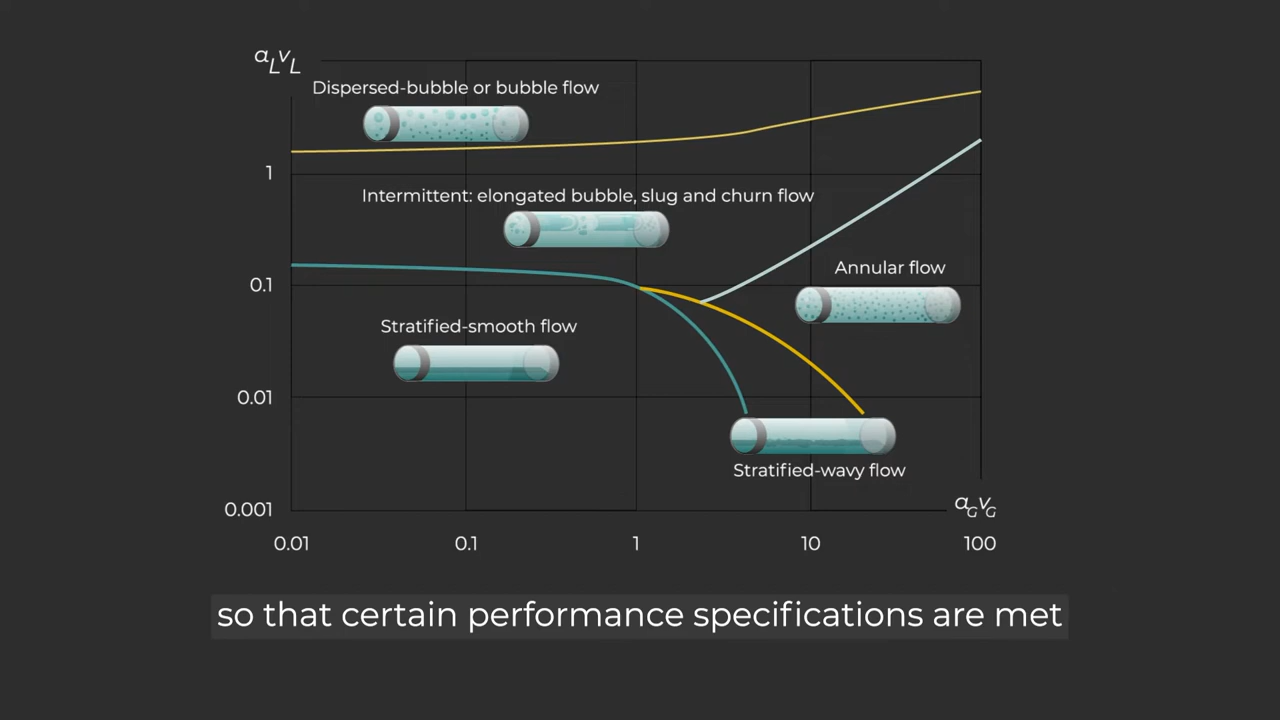 αLvL
Dispersed-bubble or bubble flow
1
Intermittent: elongated bubble, slug and churn flow
Annular flow
0.1
Stratified-smooth flow
0.01
Stratified-wavy flow
0.001
αGvG
0.01 0.1 1 10 100
so that certain performance specifications are met